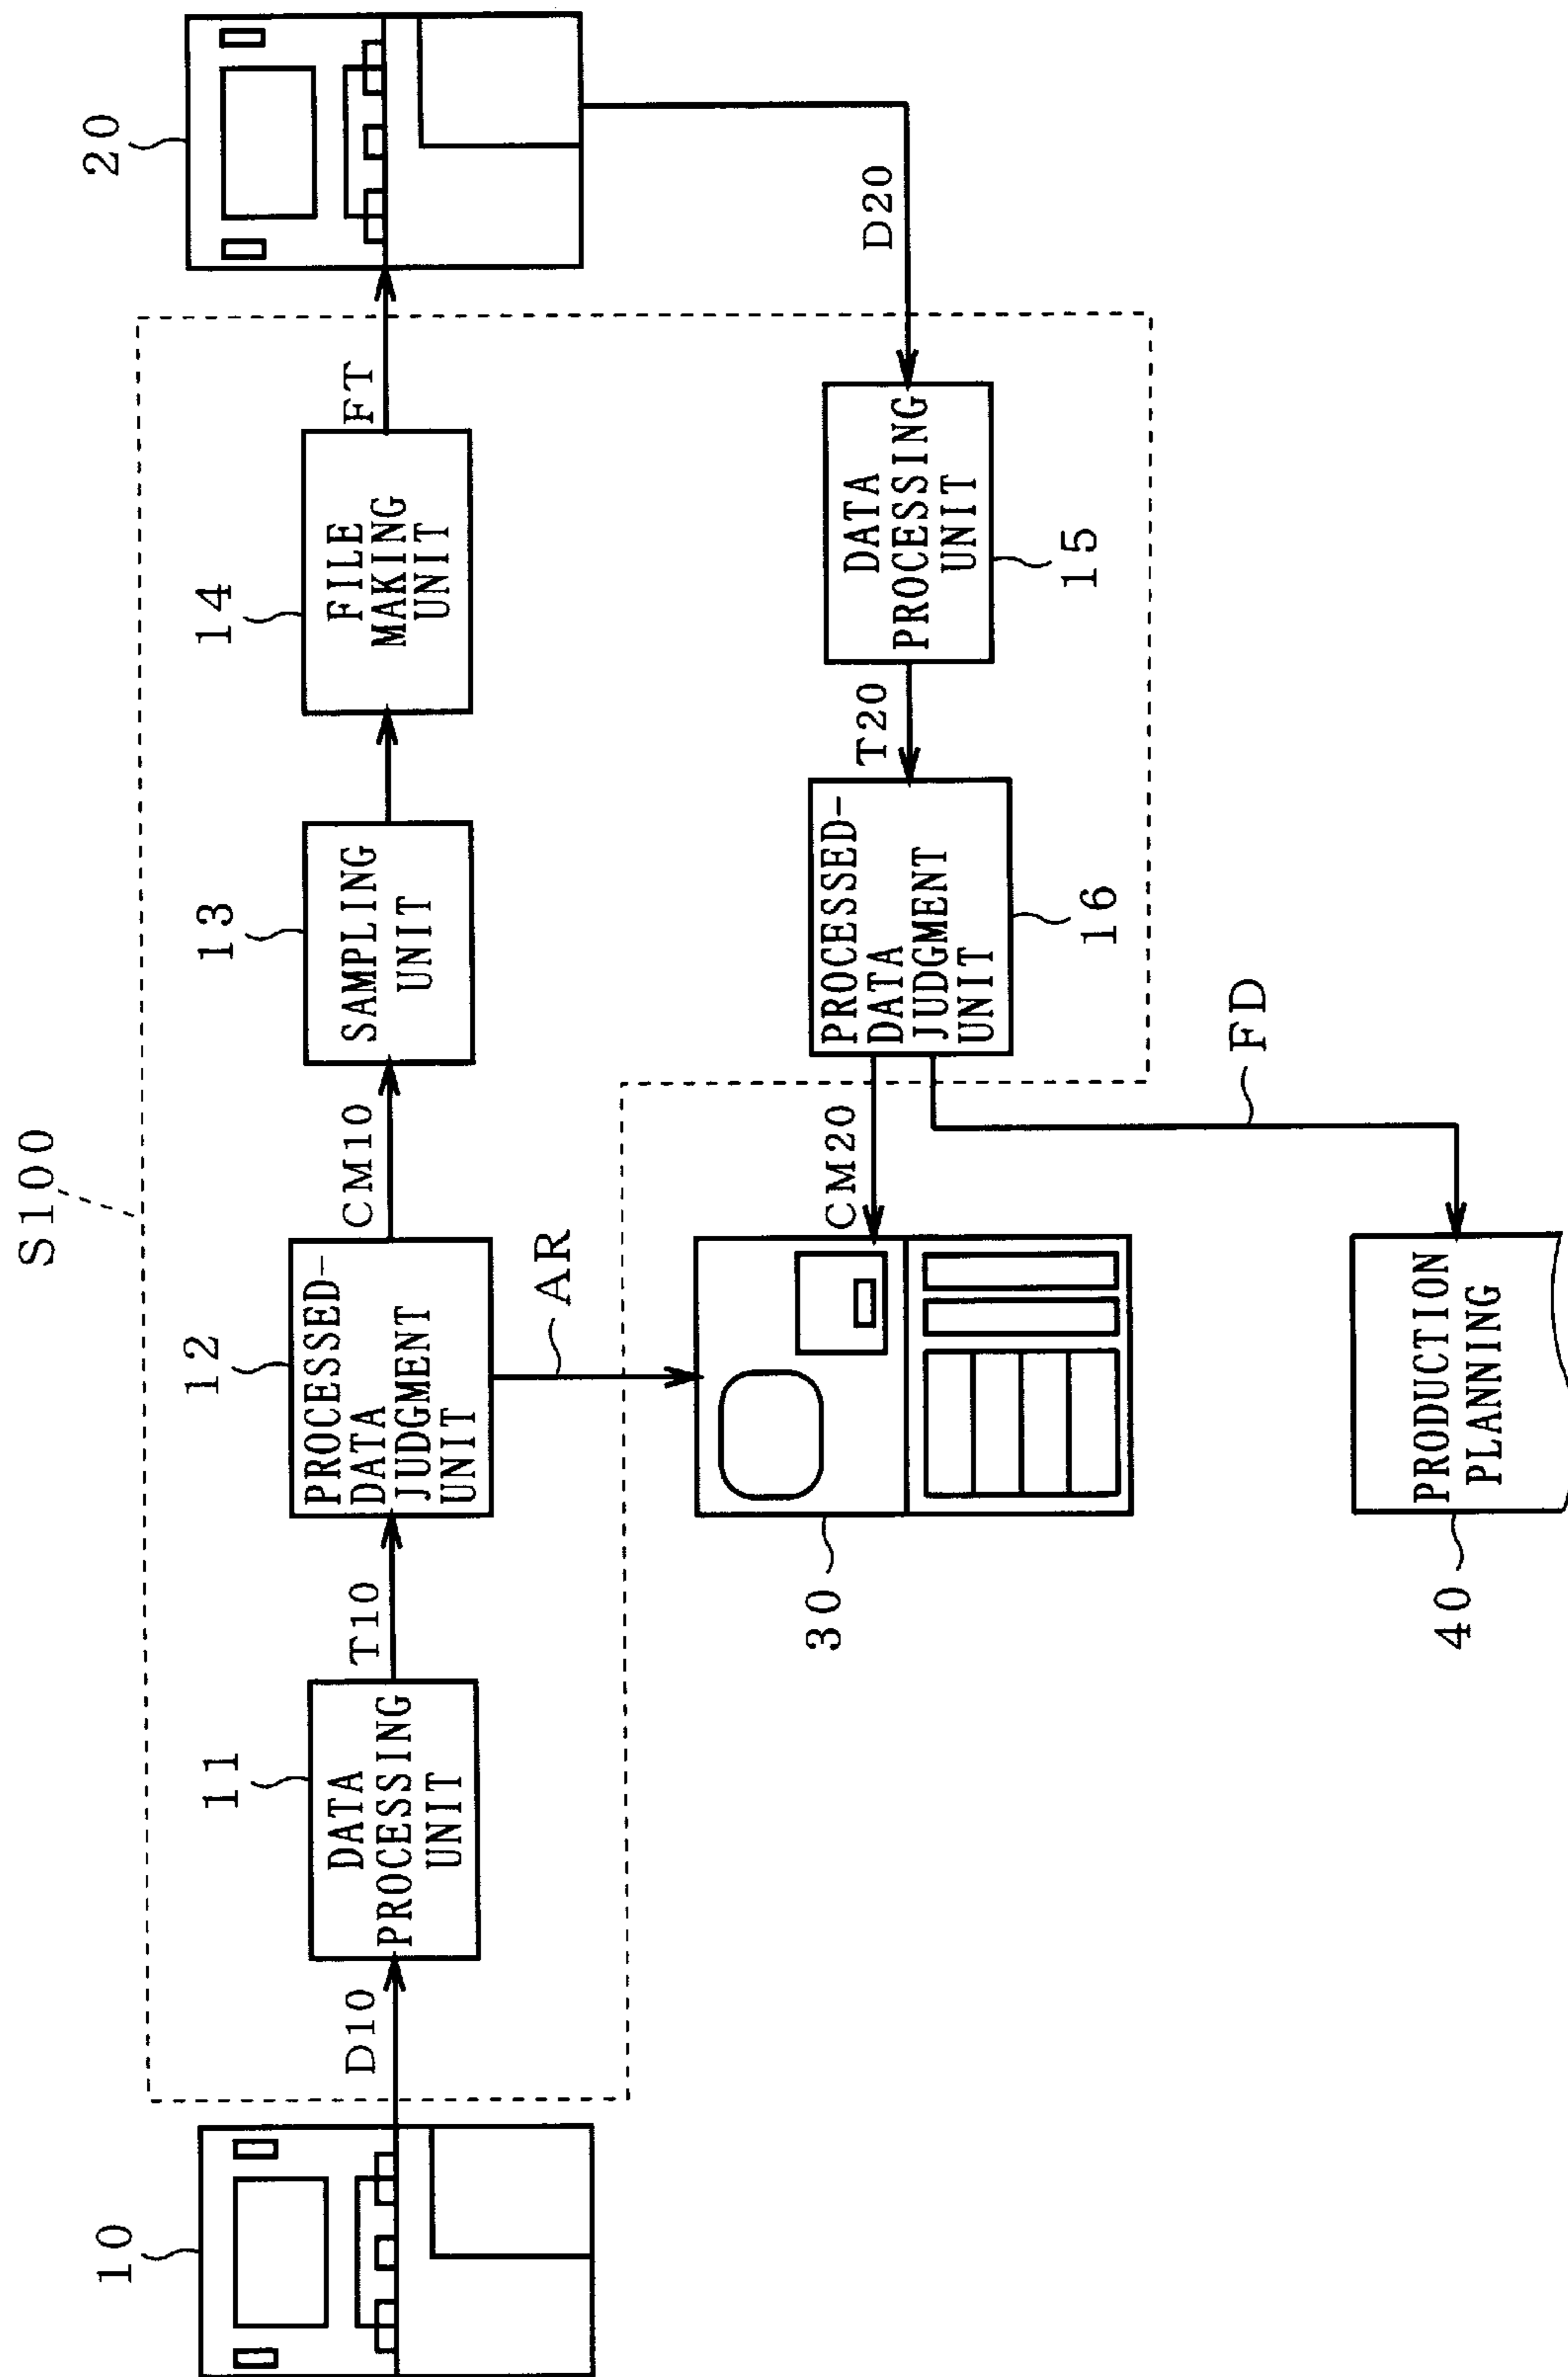 S100
10
D10
11
DATA
PROCESSING
UNIT
T10
12
PROCESSED-
DATA
JUDGMENT
UNIT
CM10
13
SAMPLING
UNIT
14
FILE
MAKING
UNIT
FT
20
AR
30
CM20
PROCESSED-
DATA
JUDGMENT
UNIT
16
T20
DATA
PROCESSING
UNIT
15
D20
FD
40
PRODUCTION
PLANNING